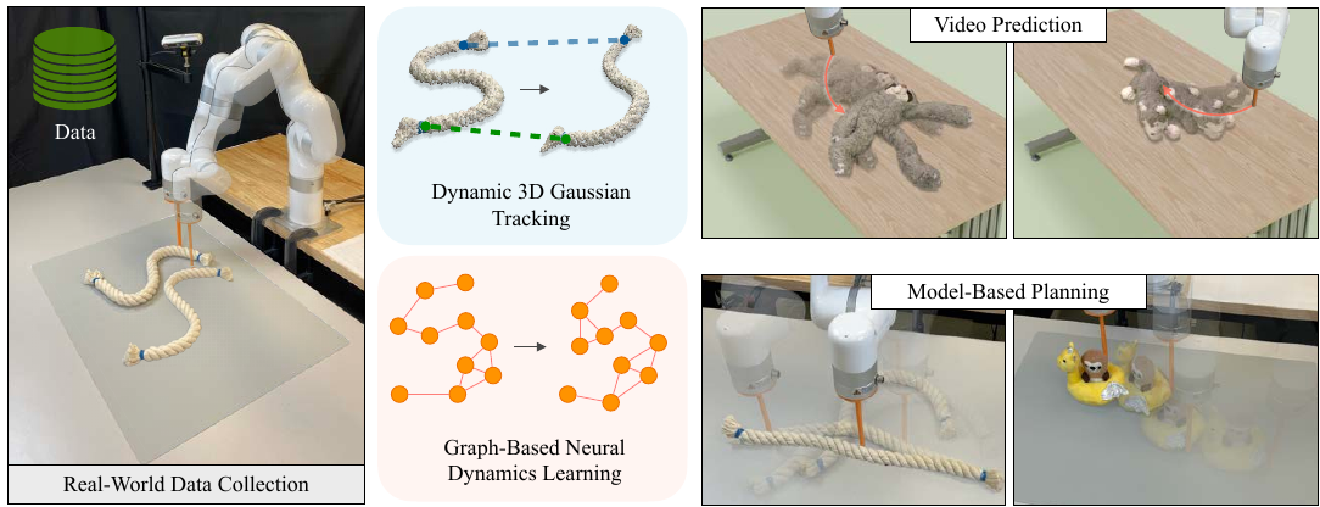 Data
Real-World Data Collection
Dynamic 3D Gaussian
Tracking
Graph-Based Neural
Dynamics Learning
Video Prediction
Model-Based Planning